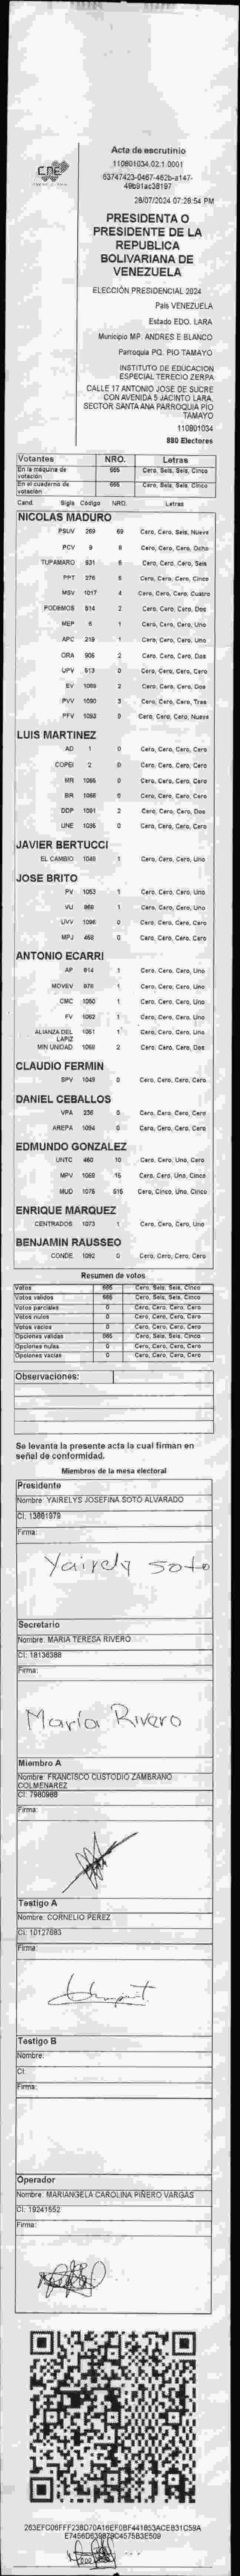 CNE
Acta de escrutinio
110801034.02.1.0001
28/07/2024 07:28:54 PM
PRESIDENTA O
PRESIDENTE DE LA
REPUBLICA
BOLIVARIANA DE
VENEZUELA
ELECCIÓN PRESIDENCIAL 2024
País VENEZUELA
Estado EDO. LARA
Municipio MP. ANDRES E BLANCO
Parroquia PQ. PIO TAMAYO
INSTITUTO DE EDUCACION
ESPECIAL TERECIO ZERPA
CALLE 17 ANTONIO JOSE DE SUCRE
CON AVENIDA 5 JACINTO LARA.
SECTOR SANTA ANA PARROQUIA PIO
TAMAYO
110801034
880 Electores
Votantes NRO. Letras
En la máquina de votación 665 Cero, Seis, Seis, Cinco
En el cuaderno de votación 665 Cero, Seis, Seis, Cinco
Cand. Sigla Código NRO. Letras
NICOLAS MADURO
PSUV 269 69 Cero, Cero, Seis, Nueve
PCV 9 8 Cero, Cero, Cero, Ocho
TUPAMARO 931 6 Cero, Cero, Cero, Seis
PPT 276 5 Cero, Cero, Cero, Cinco
MSV 1017 4 Cero, Cero, Cero, Cuatro
PODEMOS 514 2 Cero, Cero, Cero, Dos
MEP 6 1 Cero, Cero, Cero, Uno
APC 219 1 Cero, Cero, Cero, Uno
ORA 906 2 Cero, Cero, Cero, Dos
UPV 613 0 Cero, Cero, Cero, Cero
EV 1089 2 Cero, Cero, Cero, Dos
PVV 1090 3 Cero, Cero, Cero, Tres
PFV 1093 9 Cero, Cero, Cero, Nueve
LUIS MARTINEZ
AD 1 0 Cero, Cero, Cero, Cero
COPEI 2 0 Cero, Cero, Cero, Cero
MR 1066 0 Cero, Cero, Cero, Cero
BR 1068 0 Cero, Cero, Cero, Cero
DDP 1091 2 Cero, Cero, Cero, Dos
UNE 1096 0 Cero, Cero, Cero, Cero
JAVIER BERTUCCI
EL CAMBIO 1048 1 Cero, Cero, Cero, Uno
JOSE BRITO
PV 1053 1 Cero, Cero, Cero, Uno
VU 969 1 Cero, Cero, Cero, Uno
UVV 1096 0 Cero, Cero, Cero, Cero
MPJ 468 0 Cero, Cero, Cero, Cero
ANTONIO ECARRI
AP 914 1 Cero, Cero, Cero, Uno
MOVEV 976 1 Cero, Cero, Cero, Uno
CMC 1060 1 Cero, Cero, Cero, Uno
FV 1062 1 Cero, Cero, Cero, Uno
ALIANZA DEL LAPIZ 1061 1 Cero, Cero, Cero, Uno
MIN UNIDAD 1068 2 Cero, Cero, Cero, Dos
CLAUDIO FERMIN
SPV 1049 0 Cero, Cero, Cero, Cero
DANIEL CEBALLOS
VPA 236 0 Cero, Cero, Cero, Cero
AREPA 1094 0 Cero, Cero, Cero, Cero
EDMUNDO GONZALEZ
UNTC 460 10 Cero, Cero, Uno, Cero
MPV 1069 15 Cero, Cero, Uno, Cinco
MUD 1076 515 Cero, Cinco, Uno, Cinco
ENRIQUE MARQUEZ
CENTRADOS 1073 1 Cero, Cero, Cero, Uno
BENJAMIN RAUSSEO
CONDE 1092 0 Cero, Cero, Cero, Cero
Resumen de votos
Votos 665 Cero, Seis, Seis, Cinco
Votos válidos 665 Cero, Seis, Seis, Cinco
Votos parciales 0 Cero, Cero, Cero, Cero
Votos nulos 0 Cero, Cero, Cero, Cero
Votos vacíos 0 Cero, Cero, Cero, Cero
Opciones válidas 665 Cero, Seis, Seis, Cinco
Opciones nulas 0 Cero, Cero, Cero, Cero
Opciones vacías 0 Cero, Cero, Cero, Cero
Observaciones:
Se levanta la presente acta la cual firman en
señal de conformidad.
Miembros de la mesa electoral
Presidente
Nombre: YAIRELYS JOSEFINA SOTO ALVARADO
CI: 13881979
Firma:
Yairely Soto
Secretario
Nombre: MARIA TERESA RIVERO
CI: 18136388
Firma:
María Rivero
Miembro A
Nombre: FRANCISCO CUSTODIO ZAMBRANO
COLMENAREZ
CI: 7980988
Firma:
Testigo A
Nombre: CORNELIO PEREZ
CI: 10127683
Firma:
Testigo B
Nombre:
CI:
Firma:
Operador
Nombre: MARIANGELA CAROLINA PIÑERO VARGAS
CI: 19241552
Firma: